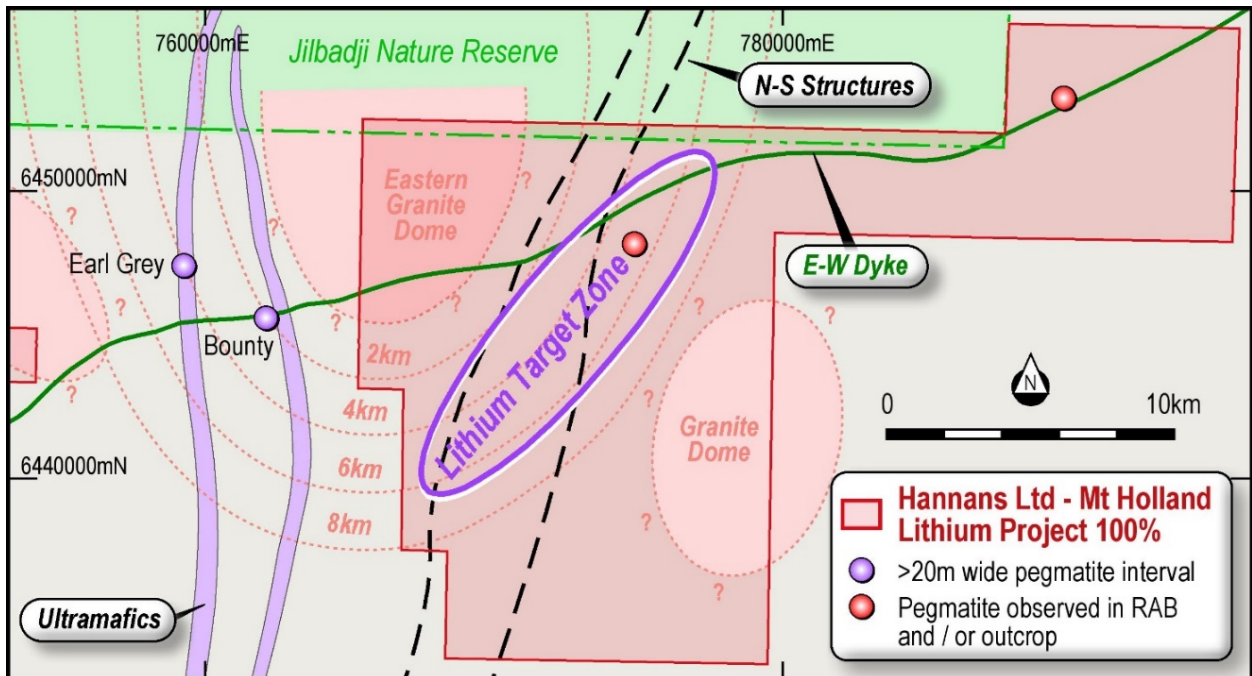 760000mE
780000mE
Jilbadji Nature Reserve
N-S Structures
6450000mN
Eastern
Granite
Dome
?
?
?
?
?
?
?
?
?
?
?
?
?
?
Earl Grey
Bounty
E-W Dyke
Lithium Target Zone
2km
4km
6km
8km
Granite
Dome
0 10km
N
6440000mN
Ultramafics
Hannans Ltd - Mt Holland
Lithium Project 100%
>20m wide pegmatite interval
Pegmatite observed in RAB
and / or outcrop